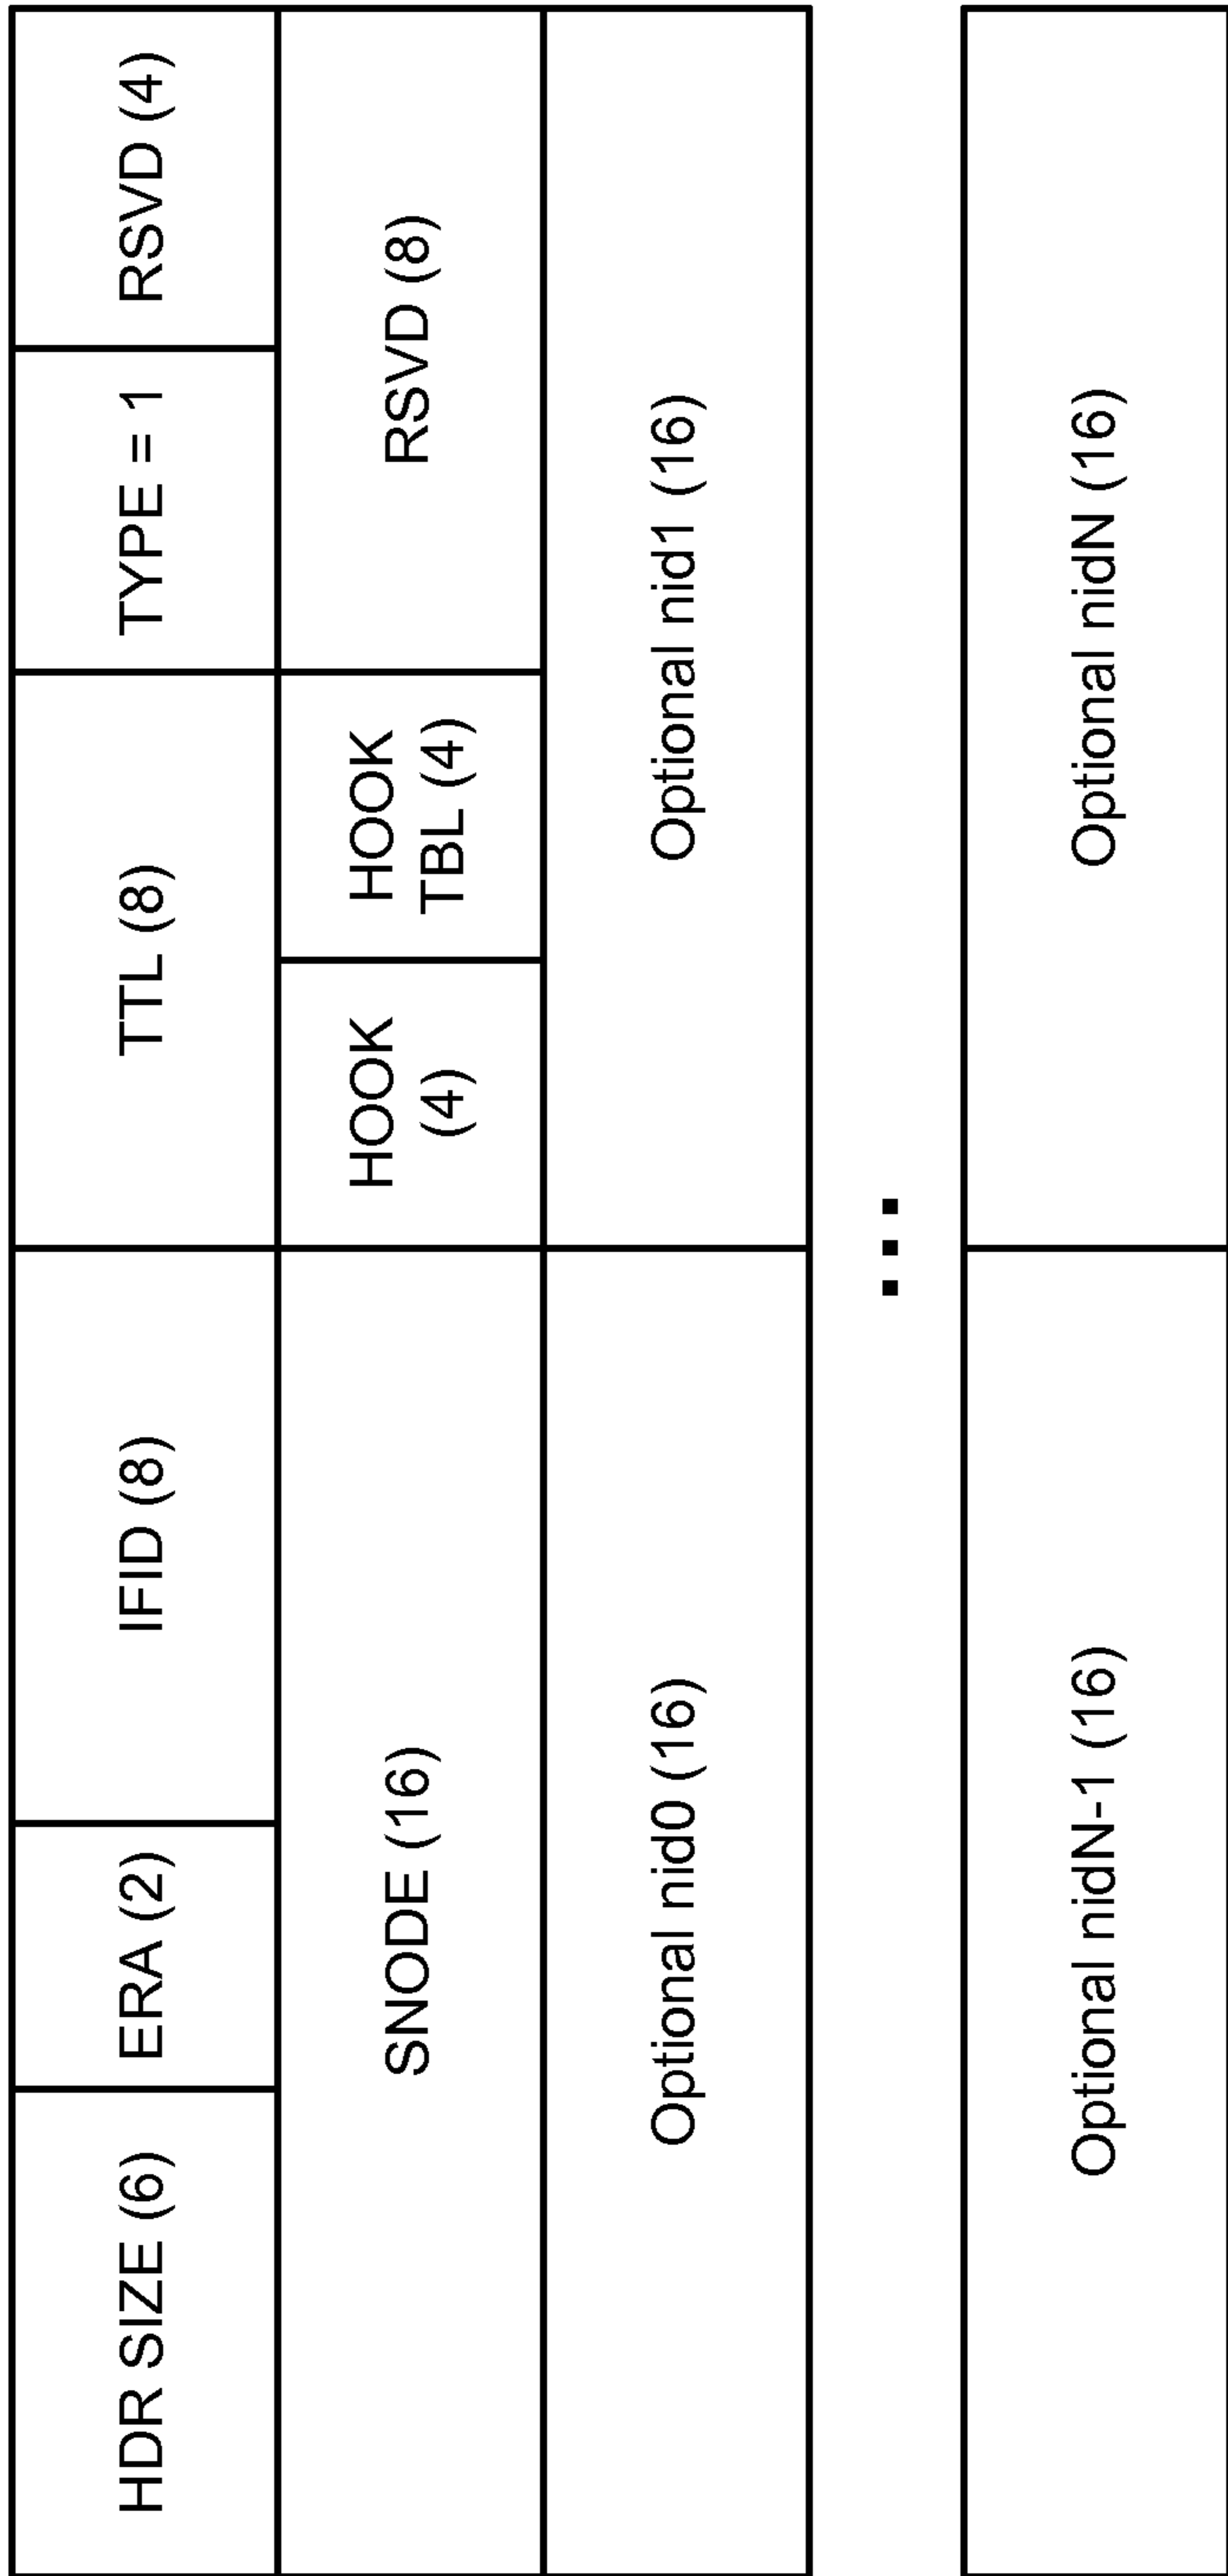 HDR SIZE (6)
ERA (2)
IFID (8)
TTL (8)
TYPE = 1
RSVD (4)
SNODE (16)
HOOK
(4)
HOOK
TBL (4)
RSVD (8)
Optional nid0 (16)
Optional nid1 (16)
...
Optional nidN-1 (16)
Optional nidN (16)